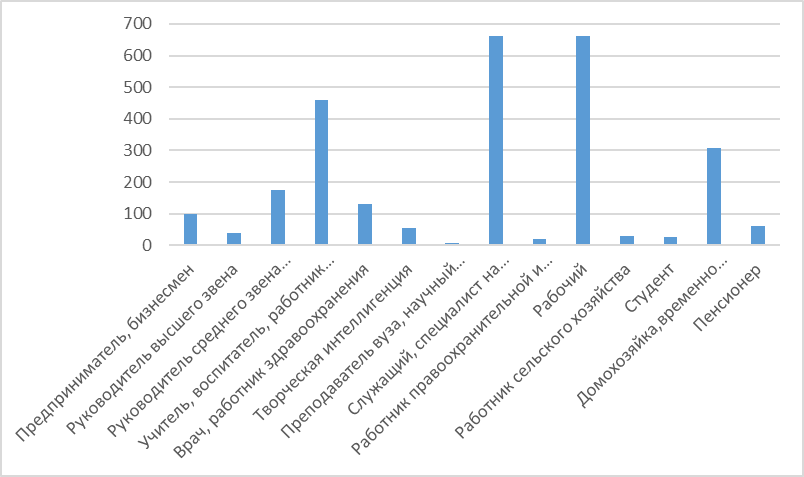 700
600
500
400
300
200
100
0
Предприниматель, бизнесмен
Руководитель высшего звена
Руководитель среднего звена…
Учитель, воспитатель, работник…
Врач, работник здравоохранения
Творческая интеллигенция
Преподаватель вуза, научный…
Служащий, специалист на…
Работник правоохранительной и…
Рабочий
Работник сельского хозяйства
Студент
Домохозяйка, временно…
Пенсионер